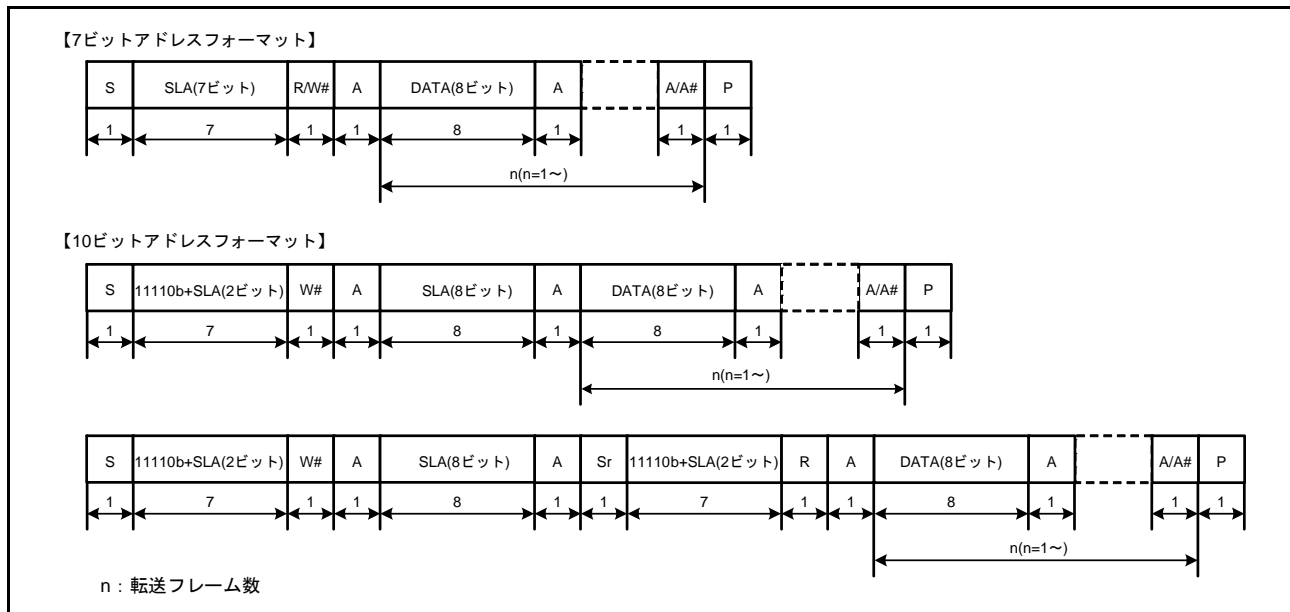 【7ビットアドレスフォーマット】
S SLA(7ビット) R/W# A DATA(8ビット) A A/A# P
1 7 1 1 8 1 1 1
n(n=1～)
【10ビットアドレスフォーマット】
S 11110b+SLA(2ビット) W# A SLA(8ビット) A DATA(8ビット) A A/A# P
1 7 1 1 8 1 8 1 1 1
n(n=1～)
S 11110b+SLA(2ビット) W# A SLA(8ビット) A Sr 11110b+SLA(2ビット) R A DATA(8ビット) A A/A# P
1 7 1 1 8 1 1 7 1 1 8 1 1 1
n(n=1～)
n：転送フレーム数